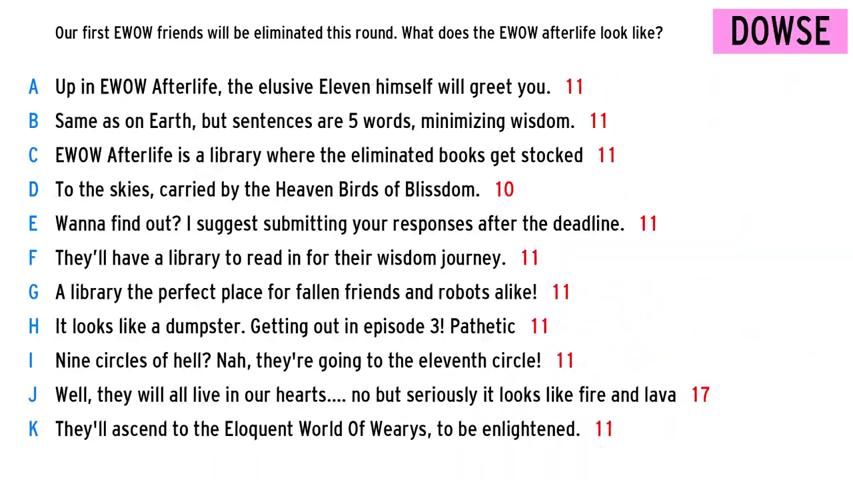 Our first EWOW friends will be eliminated this round. What does the EWOW afterlife look like?
DOWSE
A Up in EWOW Afterlife, the elusive Eleven himself will greet you. 11
B Same as on Earth, but sentences are 5 words, minimizing wisdom. 11
C EWOW Afterlife is a library where the eliminated books get stocked 11
D To the skies, carried by the Heaven Birds of Blissdom. 10
E Wanna find out? I suggest submitting your responses after the deadline. 11
F They'll have a library to read in for their wisdom journey. 11
G A library the perfect place for fallen friends and robots alike! 11
H It looks like a dumpster. Getting out in episode 3! Pathetic 11
I Nine circles of hell? Nah, they're going to the eleventh circle! 11
J Well, they will all live in our hearts.... no but seriously it looks like fire and lava 17
K They'll ascend to the Eloquent World Of Wearys, to be enlightened. 11